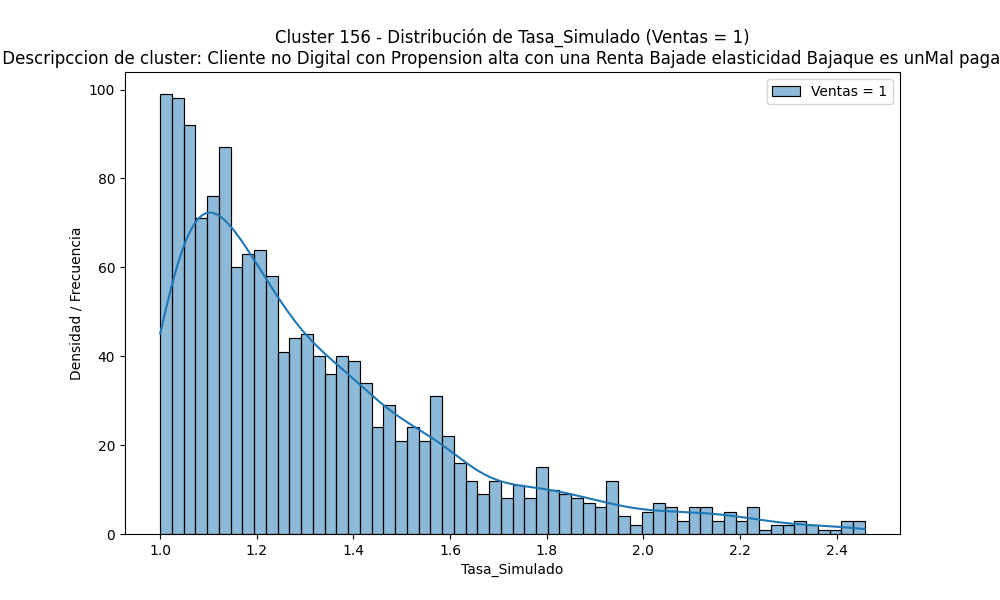 Cluster 156 - Distribución de Tasa_Simulado (Ventas = 1)
Descripccion de cluster: Cliente no Digital con Propension alta con una Renta Bajade elasticidad Bajaque es unMal paga
Ventas = 1
100
80
60
40
20
0
Densidad / Frecuencia
1.0 1.2 1.4 1.6 1.8 2.0 2.2 2.4
Tasa_Simulado